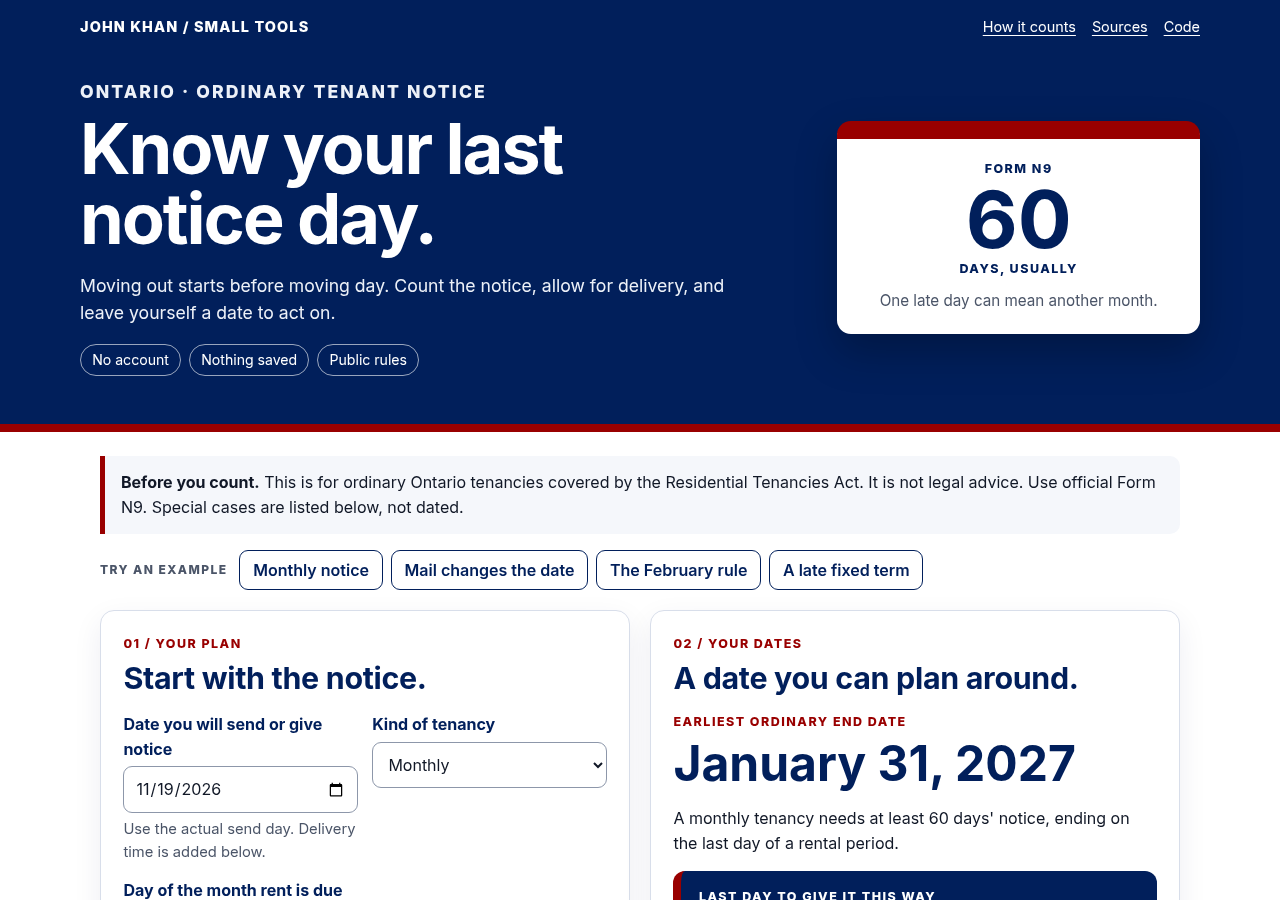 JOHN KHAN / SMALL TOOLS
How it counts
Sources
Code
ONTARIO · ORDINARY TENANT NOTICE
Know your last
notice day.
Moving out starts before moving day. Count the notice, allow for delivery, and
leave yourself a date to act on.
No account
Nothing saved
Public rules
FORM N9
60
DAYS, USUALLY
One late day can mean another month.
Before you count. This is for ordinary Ontario tenancies covered by the Residential Tenancies Act. It is not legal advice. Use official Form
N9. Special cases are listed below, not dated.
TRY AN EXAMPLE
Monthly notice
Mail changes the date
The February rule
A late fixed term
01 / YOUR PLAN
Start with the notice.
Date you will send or give
notice
11/19/2026
Use the actual send day. Delivery
time is added below.
Kind of tenancy
Monthly
Day of the month rent is due
02 / YOUR DATES
A date you can plan around.
EARLIEST ORDINARY END DATE
January 31, 2027
A monthly tenancy needs at least 60 days' notice, ending on
the last day of a rental period.
LAST DAY TO GIVE IT THIS WAY